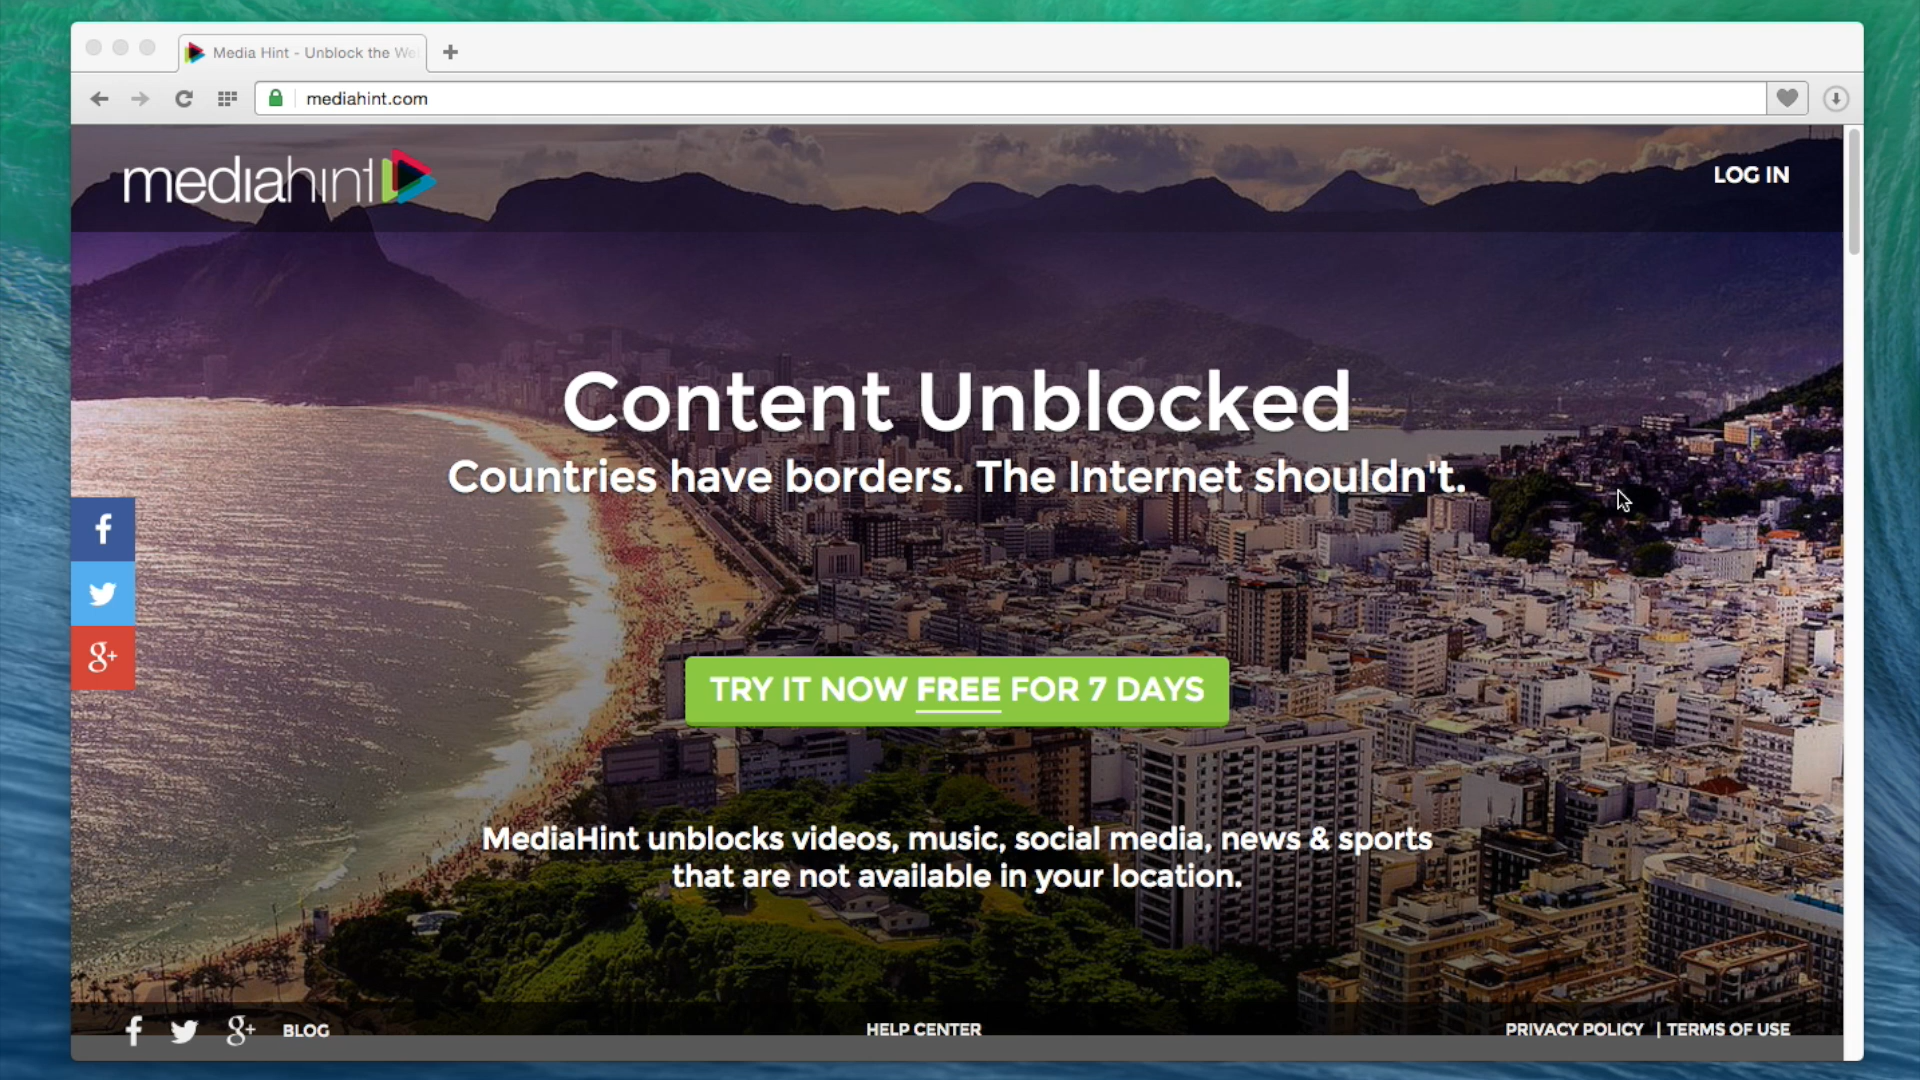 Media Hint - Unblock the We
mediahint.com
mediahint
LOG IN
Content Unblocked
Countries have borders. The Internet shouldn't.
f
g+
TRY IT NOW FREE FOR 7 DAYS
MediaHint unblocks videos, music, social media, news & sports
that are not available in your location.
f
g+ BLOG
HELP CENTER
PRIVACY POLICY | TERMS OF USE